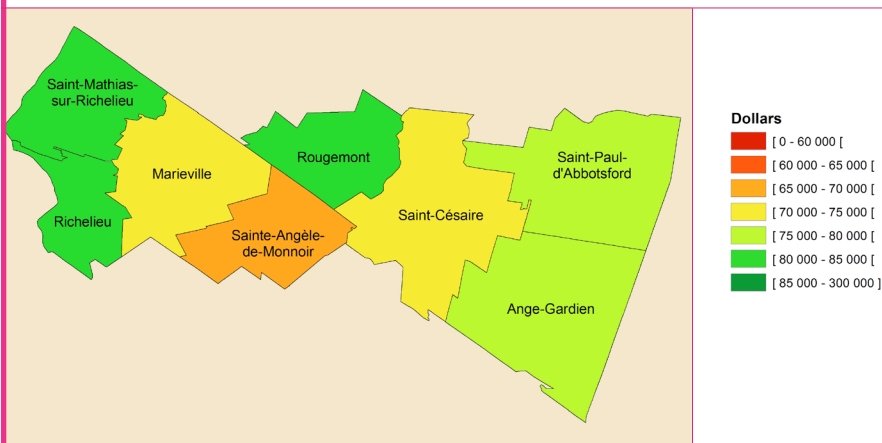 Saint-Mathias-
sur-Richelieu
Marieville
Rougemont
Saint-Paul-
d'Abbotsford
Richelieu
Sainte-Angèle-
de-Monnoir
Saint-Césaire
Ange-Gardien
Dollars
[ 0 - 60 000 [
[ 60 000 - 65 000 [
[ 65 000 - 70 000 [
[ 70 000 - 75 000 [
[ 75 000 - 80 000 [
[ 80 000 - 85 000 [
[ 85 000 - 300 000 ]